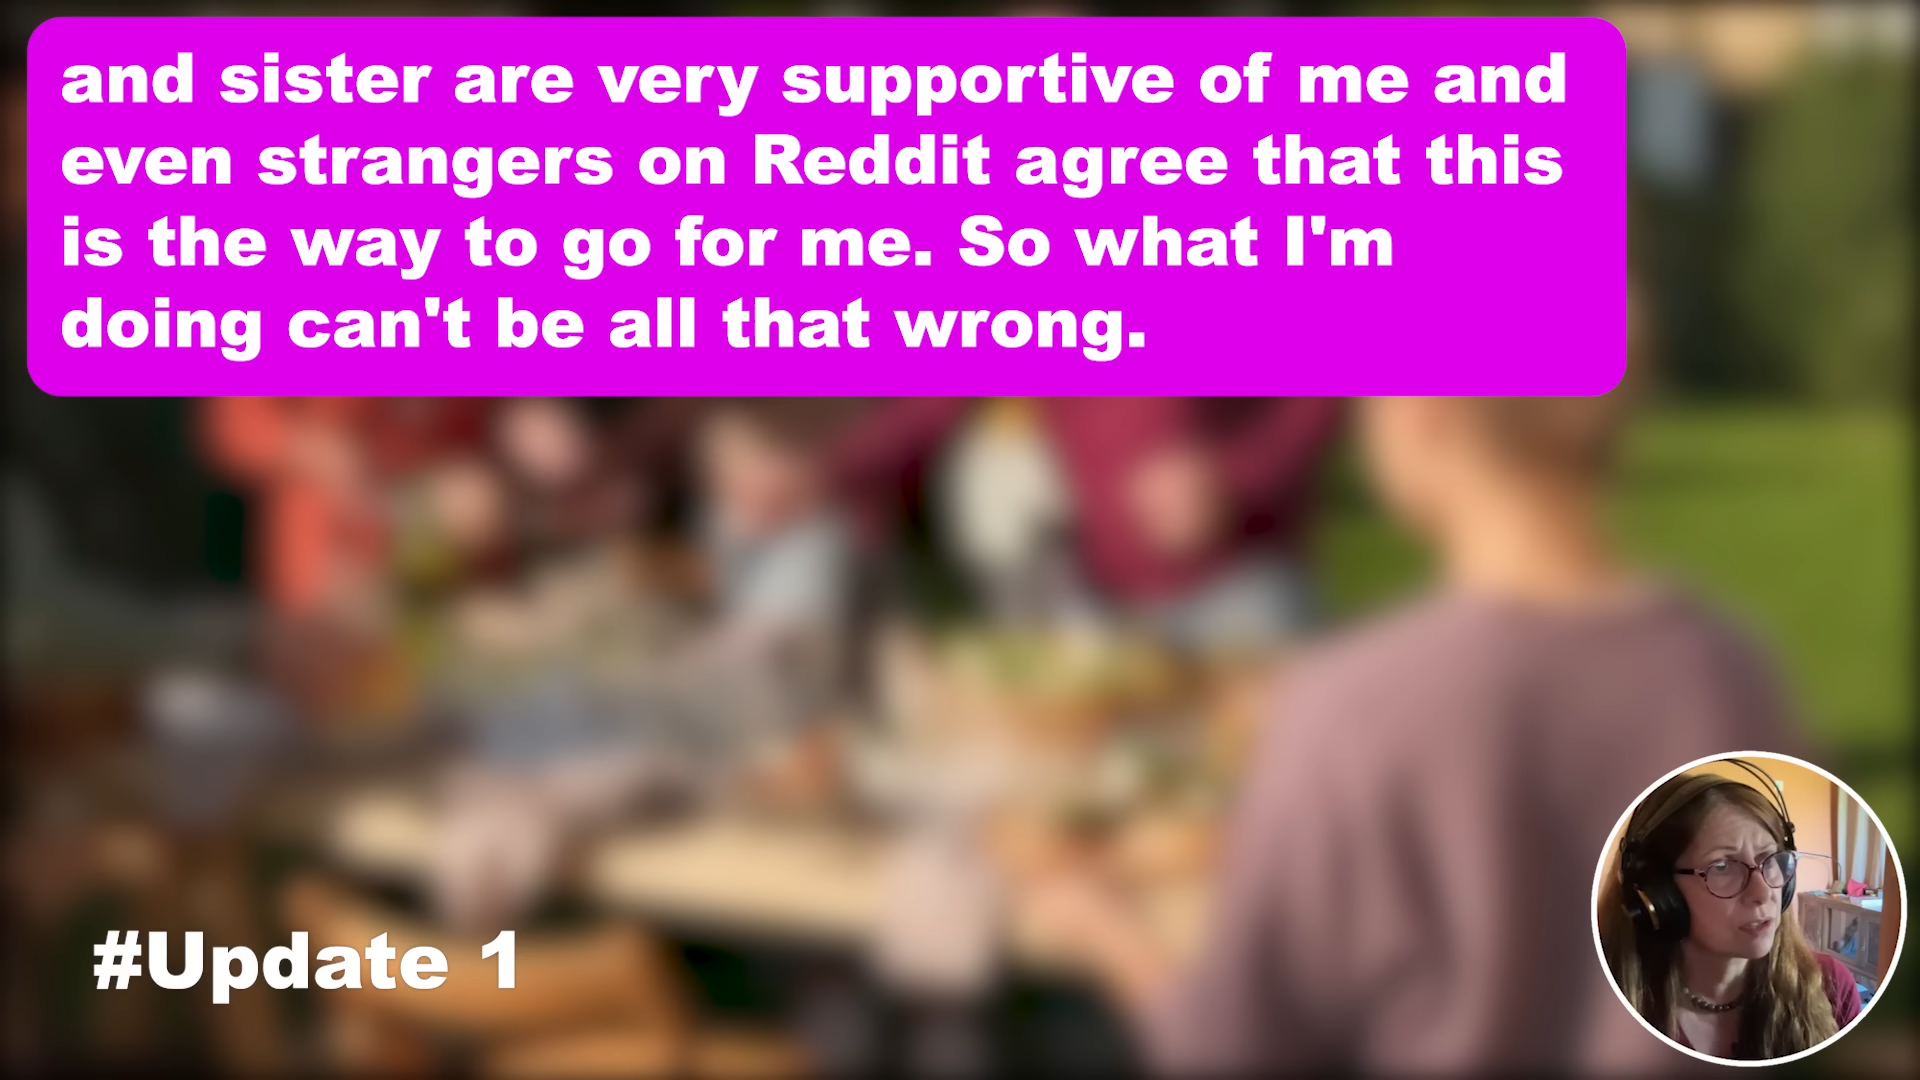 and sister are very supportive of me and
even strangers on Reddit agree that this
is the way to go for me. So what I'm
doing can't be all that wrong.
#Update 1